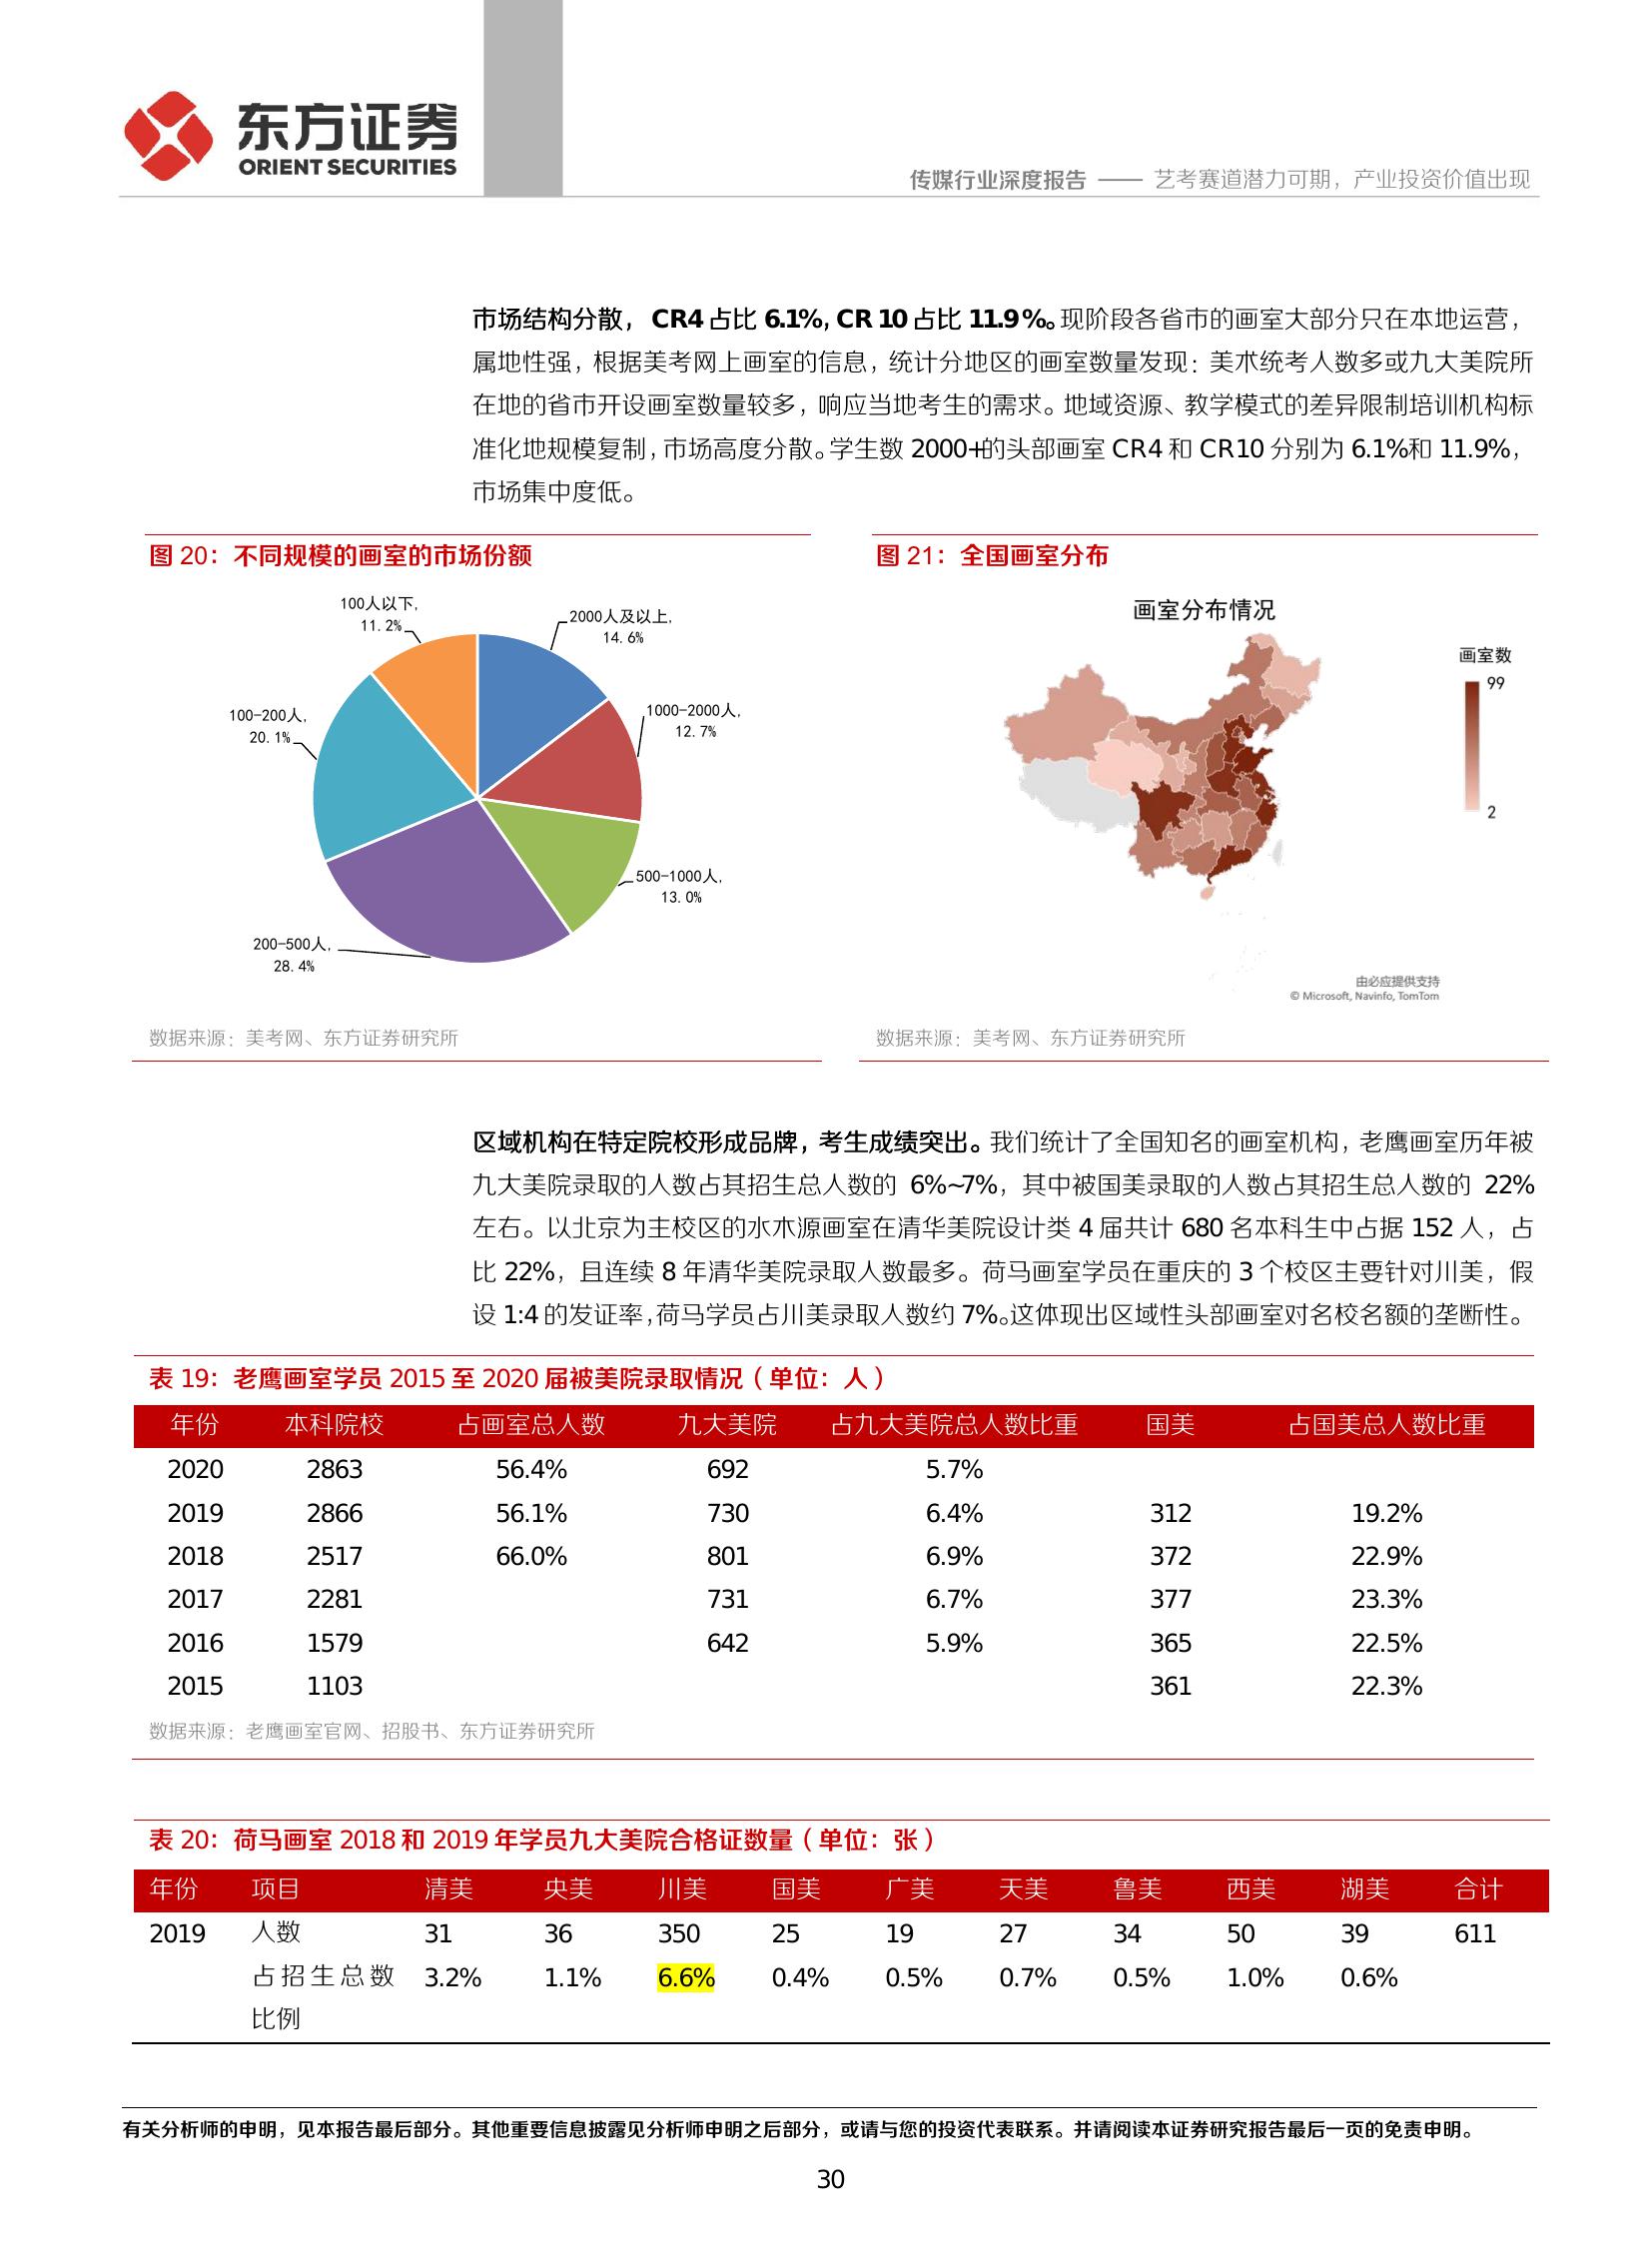 东方证券
ORIENT SECURITIES
传媒行业深度报告 —— 艺考赛道潜力可期，产业投资价值出现
市场结构分散， CR4 占比 6.1%, CR 10 占比 11.9%。现阶段各省市的画室大部分只在本地运营，
属地性强，根据美考网上画室的信息，统计分地区的画室数量发现：美术统考人数多或九大美院所
在地的省市开设画室数量较多，响应当地考生的需求。地域资源、教学模式的差异限制培训机构标
准化地规模复制，市场高度分散。学生数 2000+的头部画室 CR4 和 CR10 分别为 6.1%和 11.9%，
市场集中度低。
图 20：不同规模的画室的市场份额
100人以下,
11.2%
2000人及以上,
14.6%
1000-2000人,
12.7%
100-200人,
20.1%
500-1000人,
13.0%
200-500人,
28.4%
数据来源：美考网、东方证券研究所
图 21：全国画室分布
画室分布情况
画室数
99
2
由必应提供支持
© Microsoft, Navinfo, TomTom
数据来源：美考网、东方证券研究所
区域机构在特定院校形成品牌，考生成绩突出。我们统计了全国知名的画室机构，老鹰画室历年被
九大美院录取的人数占其招生总人数的 6%~7%，其中被国美录取的人数占其招生总人数的 22%
左右。以北京为主校区的水木源画室在清华美院设计类 4 届共计 680 名本科生中占据 152 人，占
比 22%，且连续 8 年清华美院录取人数最多。荷马画室学员在重庆的 3 个校区主要针对川美，假
设 1:4 的发证率，荷马学员占川美录取人数约 7%。这体现出区域性头部画室对名校名额的垄断性。
表 19：老鹰画室学员 2015 至 2020 届被美院录取情况（单位：人）
年份 本科院校 占画室总人数 九大美院 占九大美院总人数比重 国美 占国美总人数比重
2020 2863 56.4% 692 5.7%
2019 2866 56.1% 730 6.4% 312 19.2%
2018 2517 66.0% 801 6.9% 372 22.9%
2017 2281 731 6.7% 377 23.3%
2016 1579 642 5.9% 365 22.5%
2015 1103 361 22.3%
数据来源：老鹰画室官网、招股书、东方证券研究所
表 20：荷马画室 2018 和 2019 年学员九大美院合格证数量（单位：张）
年份 项目 清美 央美 川美 国美 广美 天美 鲁美 西美 湖美 合计
2019 人数 31 36 350 25 19 27 34 50 39 611
占招生总数 3.2% 1.1% 6.6% 0.4% 0.5% 0.7% 0.5% 1.0% 0.6%
比例
有关分析师的申明，见本报告最后部分。其他重要信息披露见分析师申明之后部分，或请与您的投资代表联系。并请阅读本证券研究报告最后一页的免责申明。
30